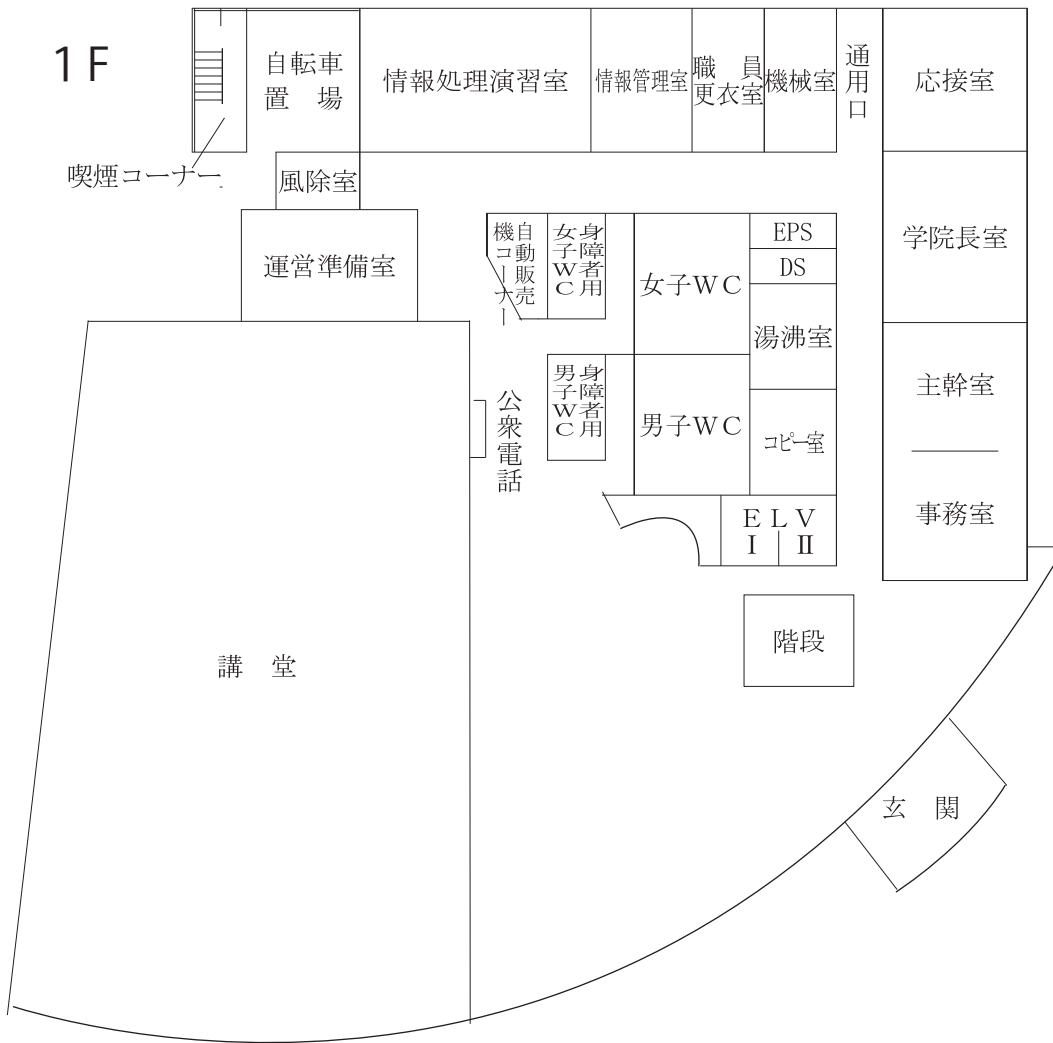 1F
自転車
置 場
情報処理演習室
情報管理室
職 員
更衣室
機械室
通用口
応接室
喫煙コーナー
風除室
運営準備室
自動販売
機コーナー
身障者用
女子WC
女子WC
EPS
DS
湯沸室
学院長室
身障者用
男子WC
男子WC
コピー室
公衆電話
主幹室
事務室
ELV
Ⅰ Ⅱ
階段
講 堂
玄 関